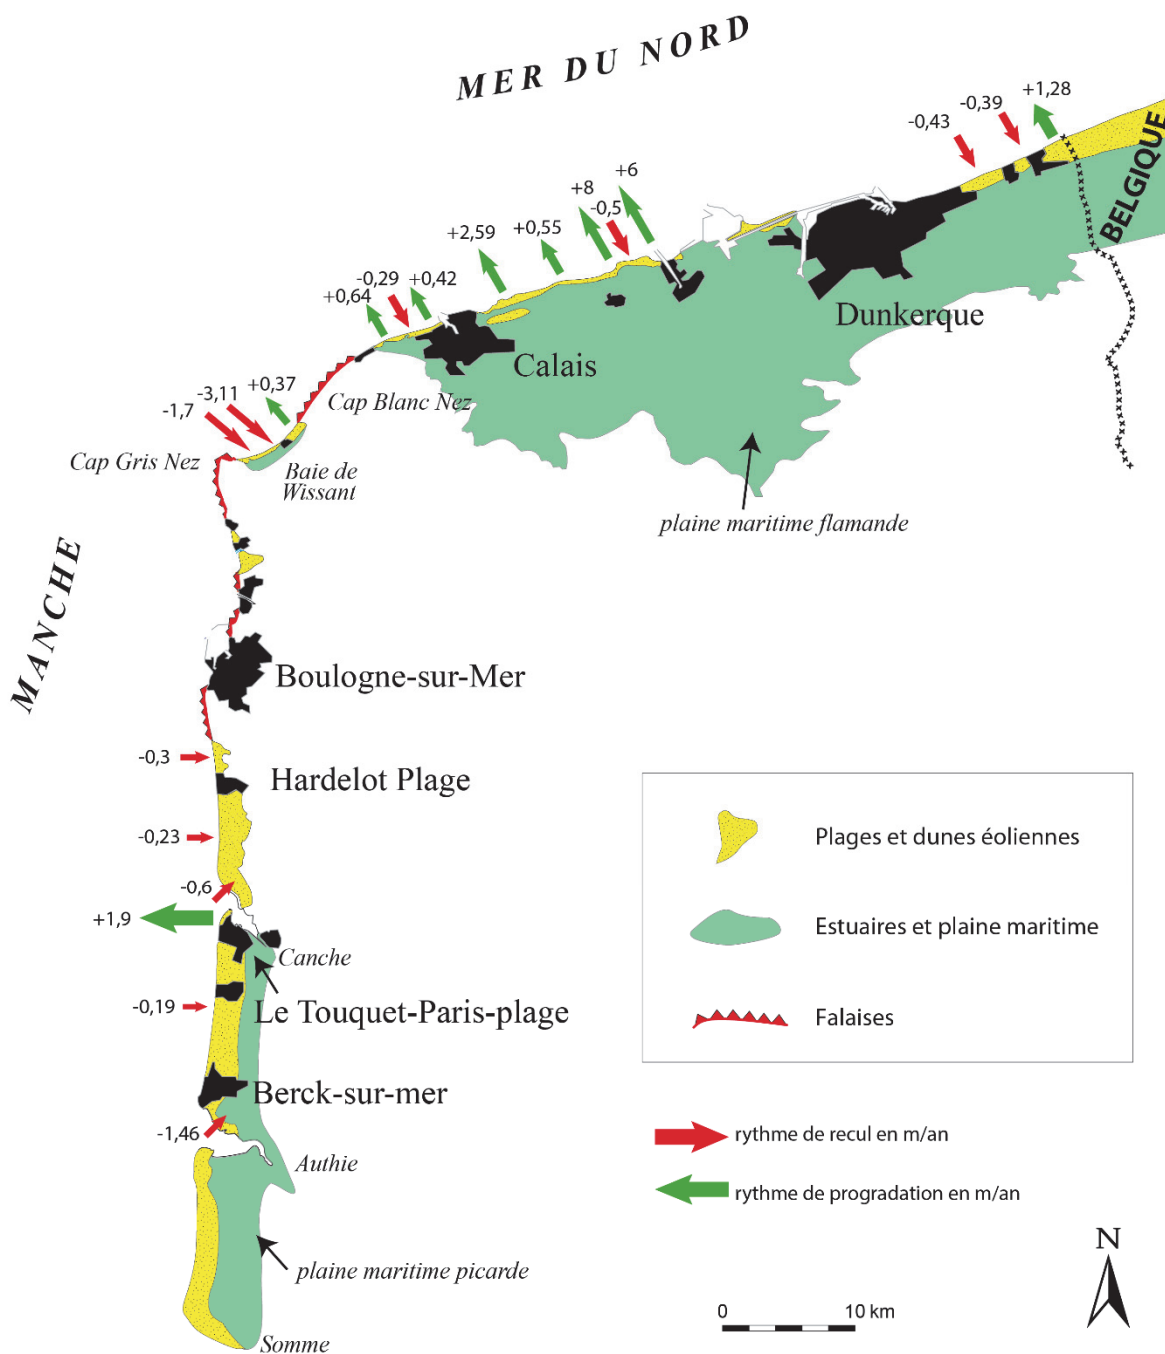 MER DU NORD
+1,28
-0,39
-0,43
BELGIQUE
+6
+8
-0,5
+0,55
+2,59
-0,29
+0,42
+0,64
Dunkerque
Calais
Cap Blanc Nez
+0,37
-3,11
-1,7
Cap Gris Nez
Baie de
Wissant
plaine maritime flamande
MANCHE
Boulogne-sur-Mer
-0,3
Hardelot Plage
-0,23
-0,6
+1,9
Canche
-0,19
Le Touquet-Paris-plage
Berck-sur-mer
-1,46
Authie
plaine maritime picarde
Somme
Plages et dunes éoliennes
Estuaires et plaine maritime
Falaises
rythme de recul en m/an
rythme de progradation en m/an
N
0 10 km